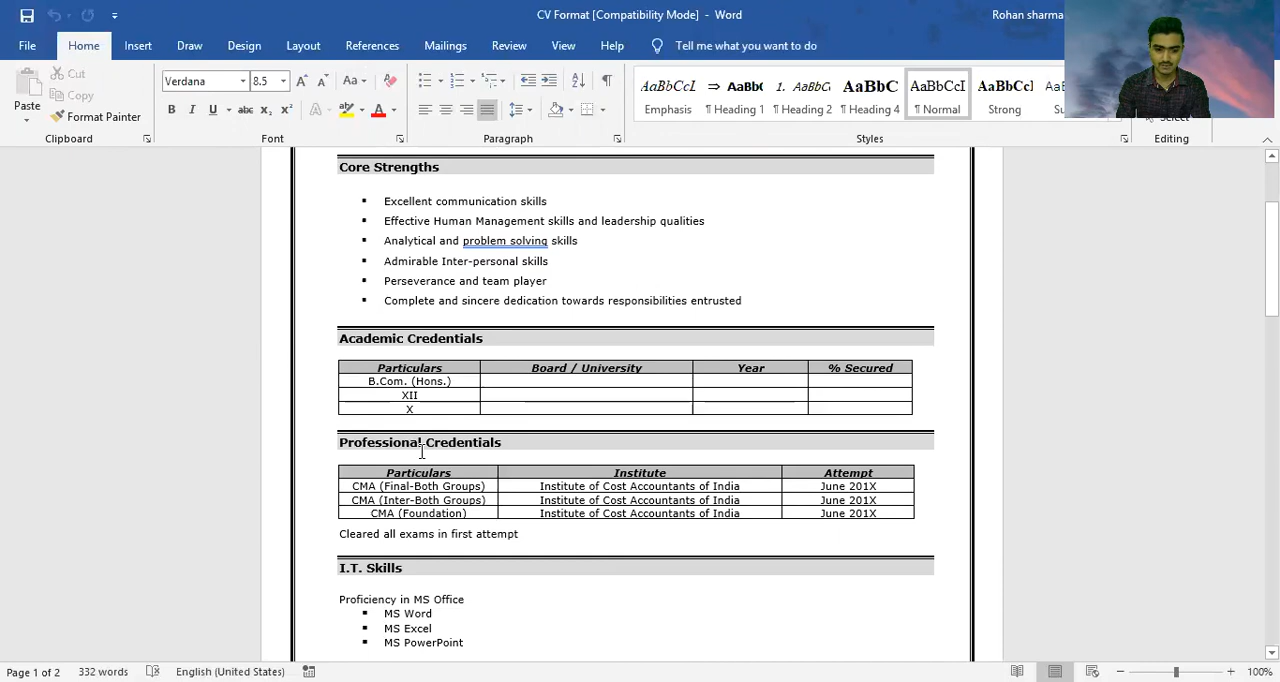 CV Format [Compatibility Mode] - Word
Rohan sharma
File Home Insert Draw Design Layout References Mailings Review View Help Tell me what you want to do
Paste
Cut
Copy
Format Painter
Verdana 8.5
AaBbCcI Emphasis
AaBb( ¶ Heading 1
1. AaBbC ¶ Heading 2
AaBbC ¶ Heading 4
AaBbCcI ¶ Normal
AaBbCc Strong
Select
Clipboard Font Paragraph Styles Editing
Core Strengths
▪ Excellent communication skills
▪ Effective Human Management skills and leadership qualities
▪ Analytical and problem solving skills
▪ Admirable Inter-personal skills
▪ Perseverance and team player
▪ Complete and sincere dedication towards responsibilities entrusted
Academic Credentials
Particulars Board / University Year % Secured
B.Com. (Hons.)
XII
X
Professional Credentials
Particulars Institute Attempt
CMA (Final-Both Groups) Institute of Cost Accountants of India June 201X
CMA (Inter-Both Groups) Institute of Cost Accountants of India June 201X
CMA (Foundation) Institute of Cost Accountants of India June 201X
Cleared all exams in first attempt
I.T. Skills
Proficiency in MS Office
▪ MS Word
▪ MS Excel
▪ MS PowerPoint
Page 1 of 2 332 words English (United States) 100%